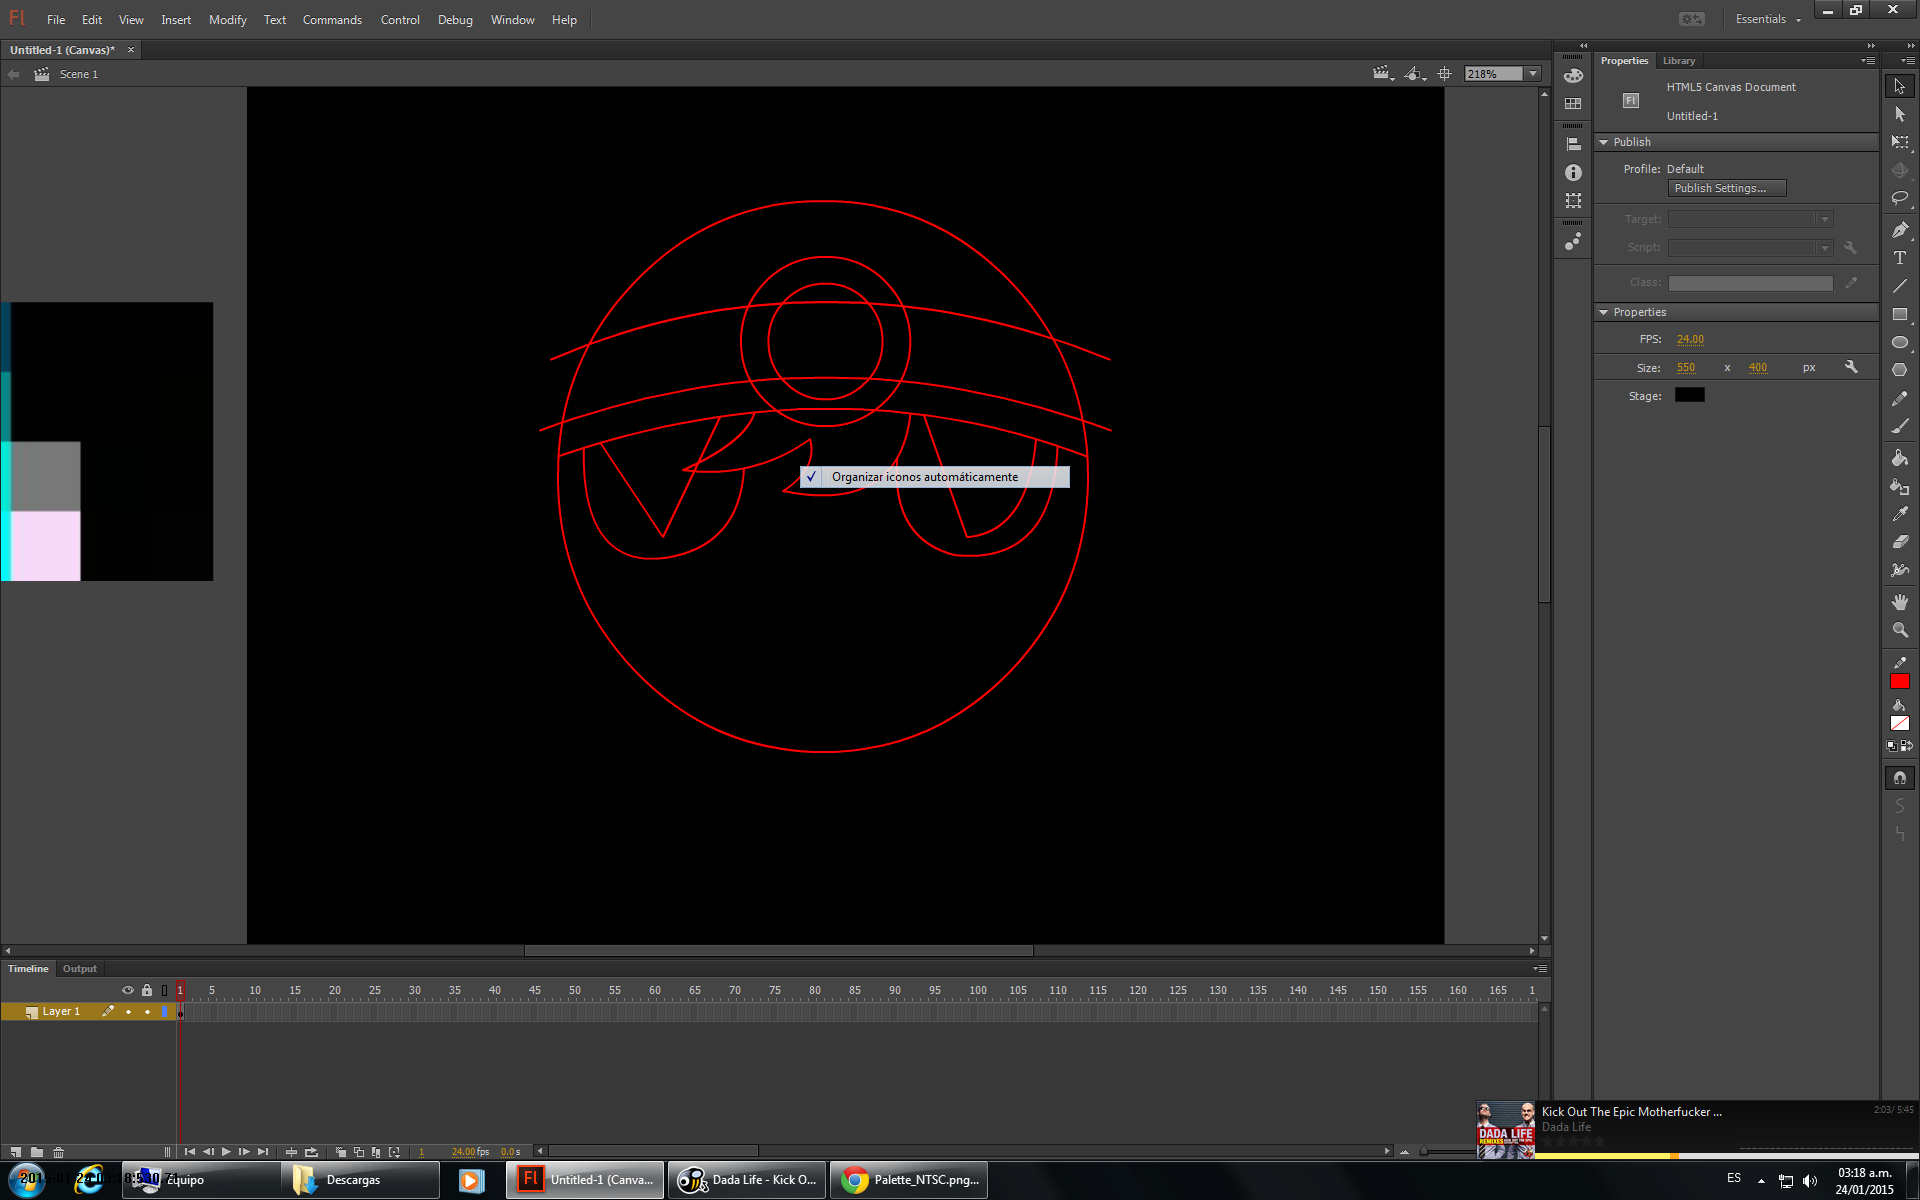 Fl File Edit View Insert Modify Text Commands Control Debug Window Help Essentials
Untitled-1 (Canvas)* ×
Scene 1 218%
Properties Library
HTML5 Canvas Document
Fl
Untitled-1
Publish
Profile: Default
Publish Settings...
Target:
Script:
Class:
Properties
FPS: 24.00
Size: 550 x 400 px
Stage:
T
Organizar iconos automáticamente
Timeline Output
1 5 10 15 20 25 30 35 40 45 50 55 60 65 70 75 80 85 90 95 100 105 110 115 120 125 130 135 140 145 150 155 160 165 1
Layer 1
1 24.00 fps 0.0 s
Kick Out The Epic Motherfucker ... 2:03/ 5:45
Dada Life
DADA LIFE
REMIXES
Equipo Descargas Fl Untitled-1 (Canva... Dada Life - Kick O... Palette_NTSC.png... ES 03:18 a.m.
24/01/2015